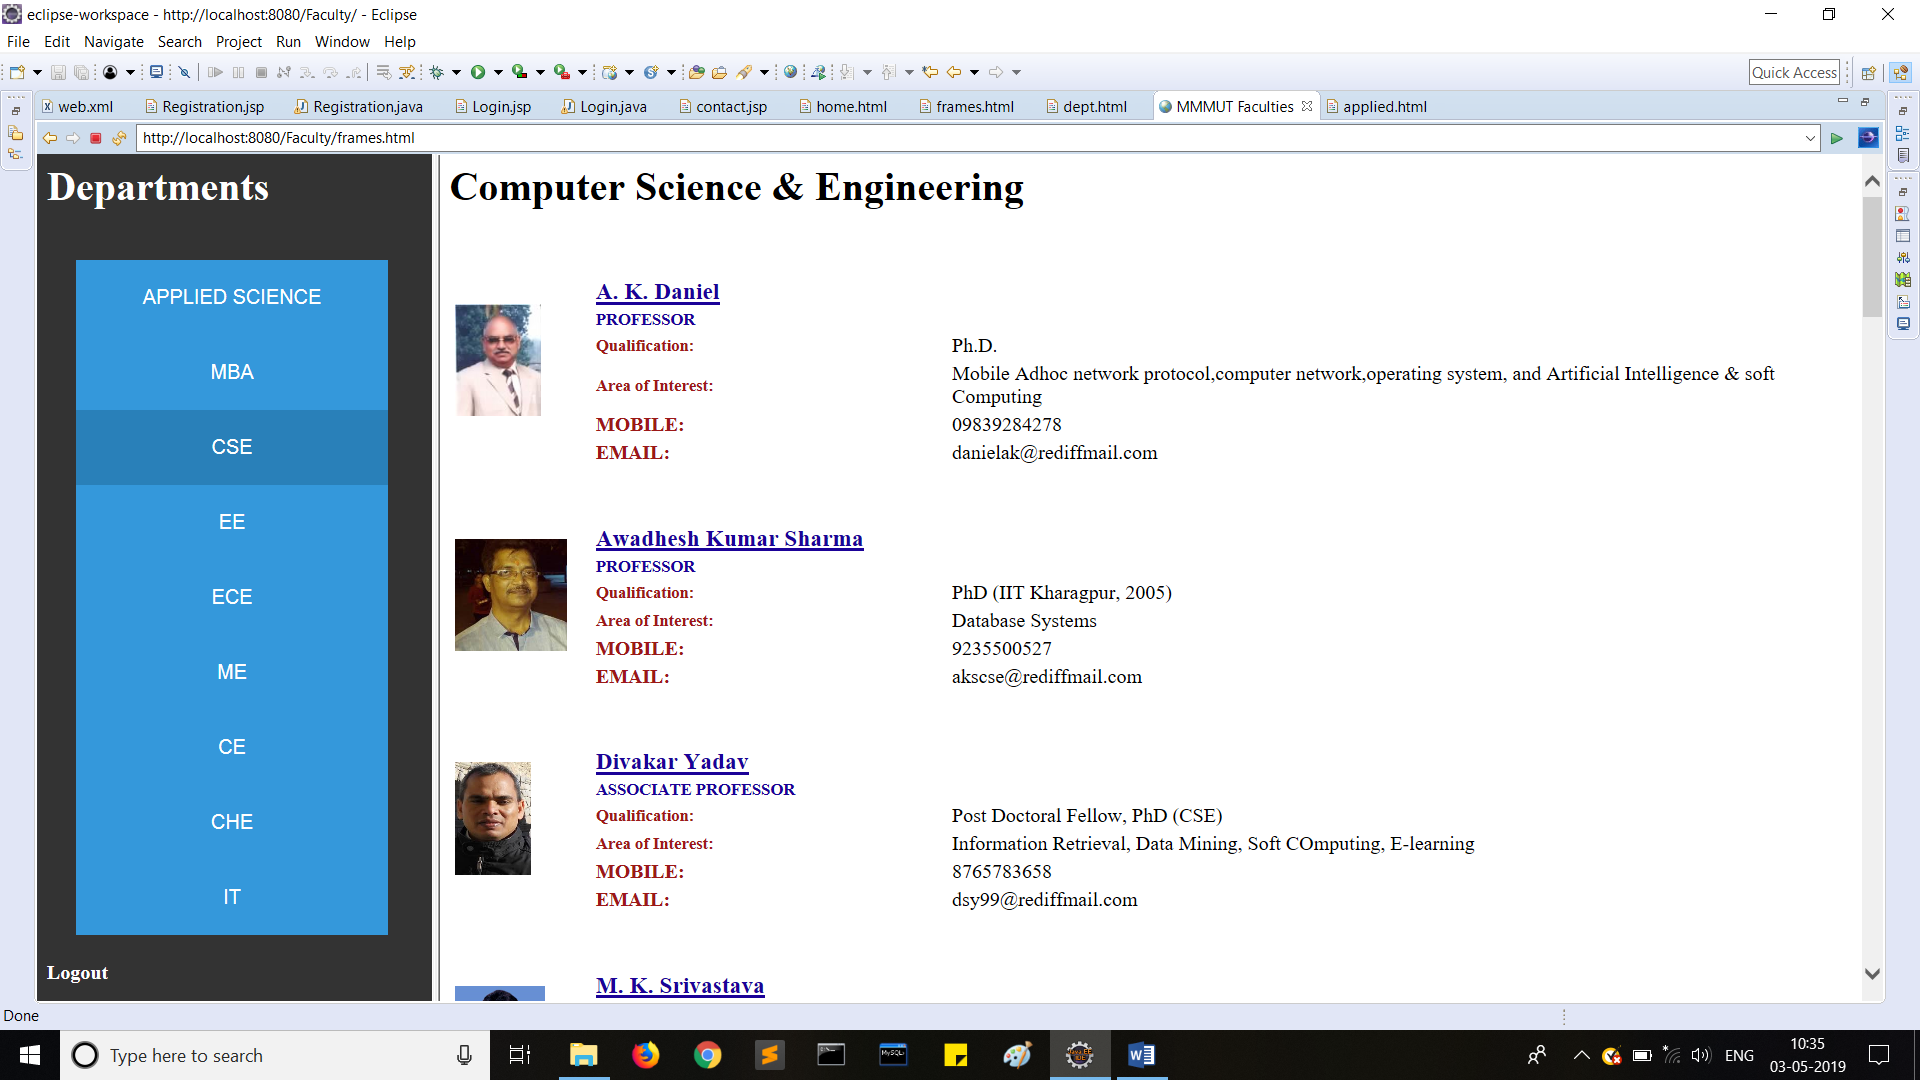 eclipse-workspace - http://localhost:8080/Faculty/ - Eclipse
File Edit Navigate Search Project Run Window Help
Quick Access
web.xml Registration.jsp Registration.java Login.jsp Login.java contact.jsp home.html frames.html dept.html MMMUT Faculties applied.html
http://localhost:8080/Faculty/frames.html
Departments
APPLIED SCIENCE
MBA
CSE
EE
ECE
ME
CE
CHE
IT
Logout
Computer Science & Engineering
A. K. Daniel
PROFESSOR
Qualification: Ph.D.
Area of Interest: Mobile Adhoc network protocol,computer network,operating system, and Artificial Intelligence & soft
Computing
MOBILE: 09839284278
EMAIL: danielak@rediffmail.com
Awadhesh Kumar Sharma
PROFESSOR
Qualification: PhD (IIT Kharagpur, 2005)
Area of Interest: Database Systems
MOBILE: 9235500527
EMAIL: akscse@rediffmail.com
Divakar Yadav
ASSOCIATE PROFESSOR
Qualification: Post Doctoral Fellow, PhD (CSE)
Area of Interest: Information Retrieval, Data Mining, Soft COmputing, E-learning
MOBILE: 8765783658
EMAIL: dsy99@rediffmail.com
M. K. Srivastava
Done
Type here to search
ENG
10:35
03-05-2019